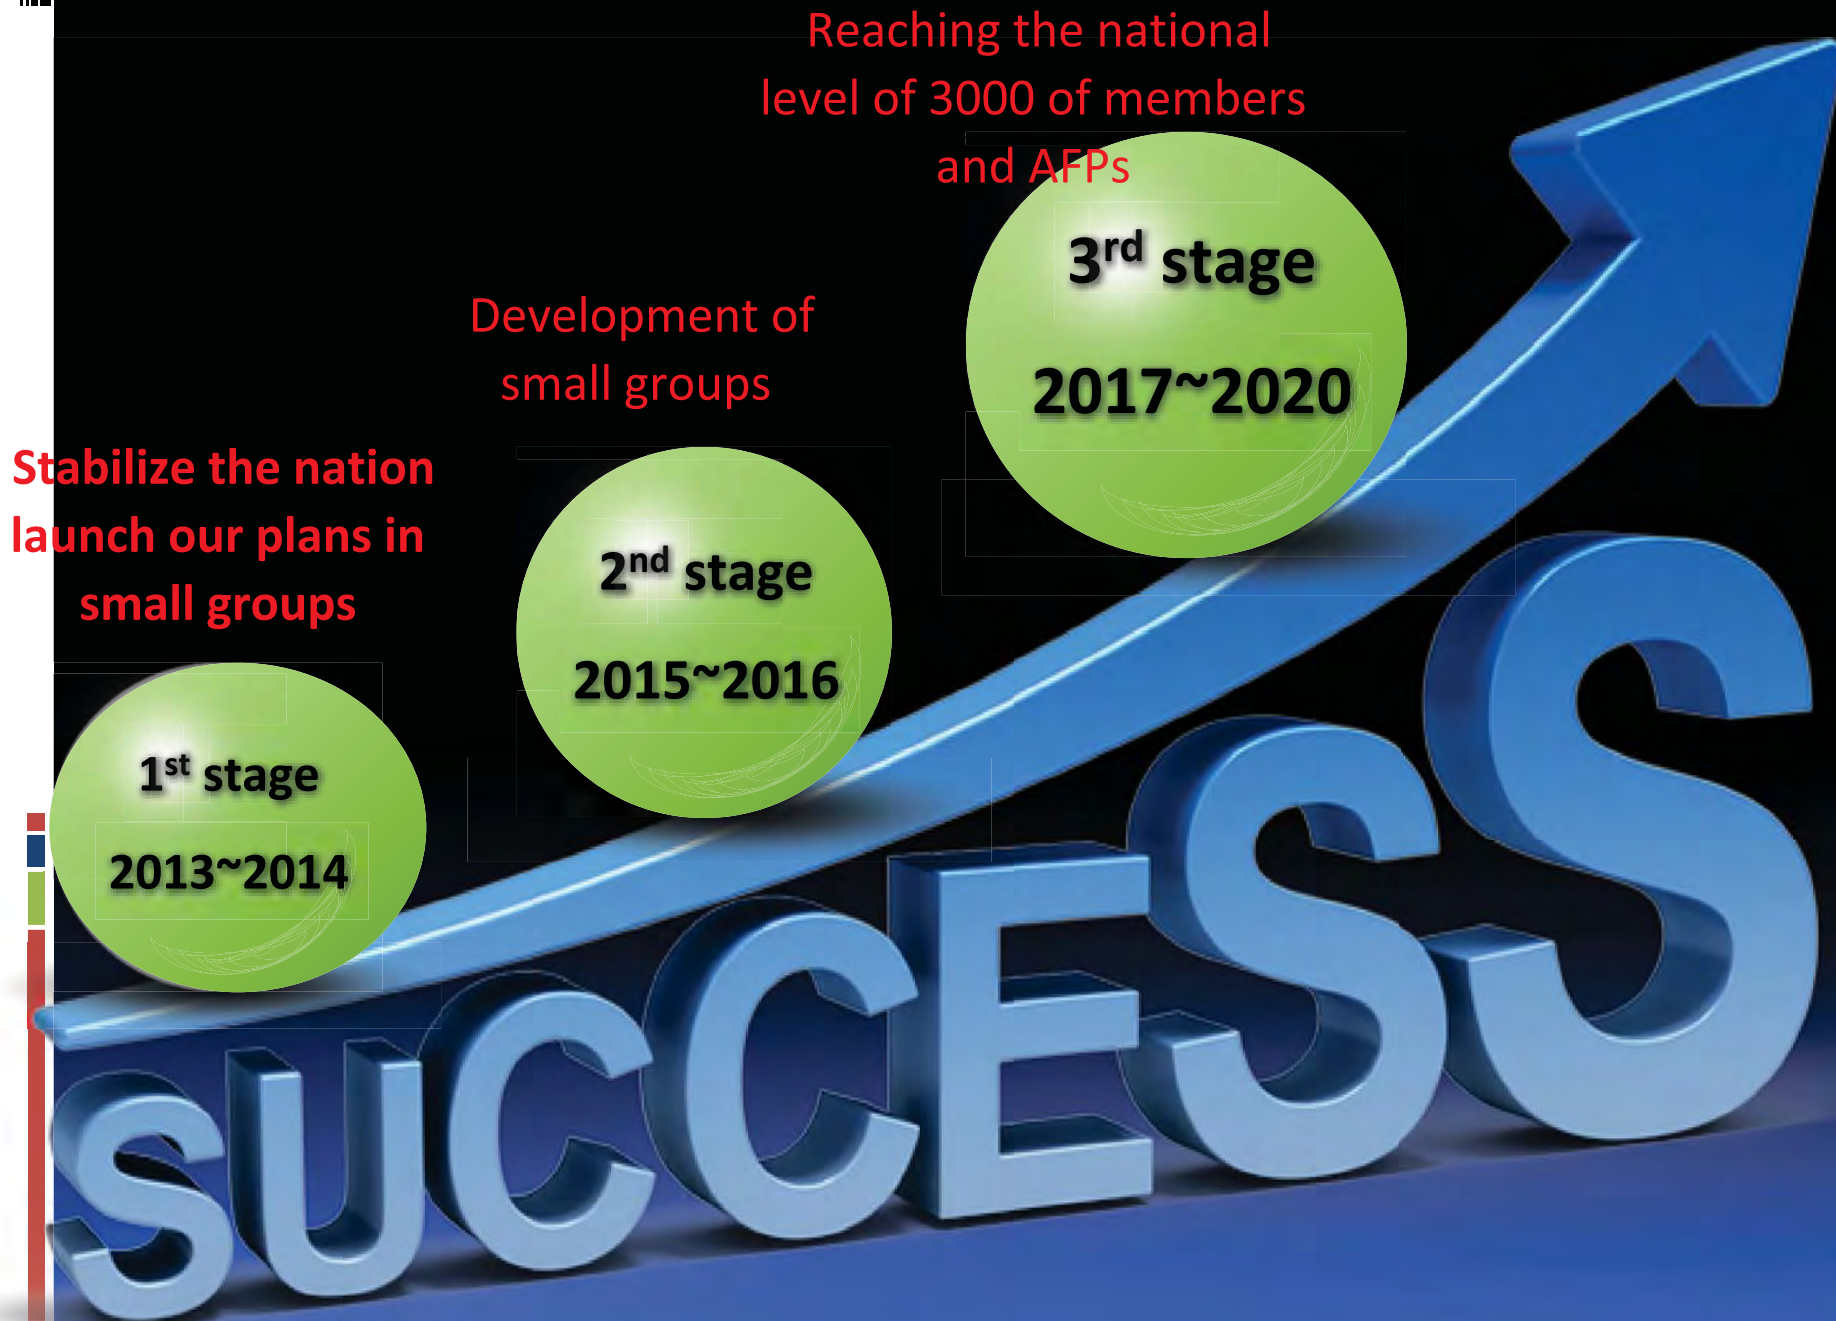 Reaching the national
level of 3000 of members
and AFPs
3rd stage
2017~2020
Development of
small groups
2nd stage
2015~2016
Stabilize the nation
launch our plans in
small groups
1st stage
2013~2014
SUCCESS